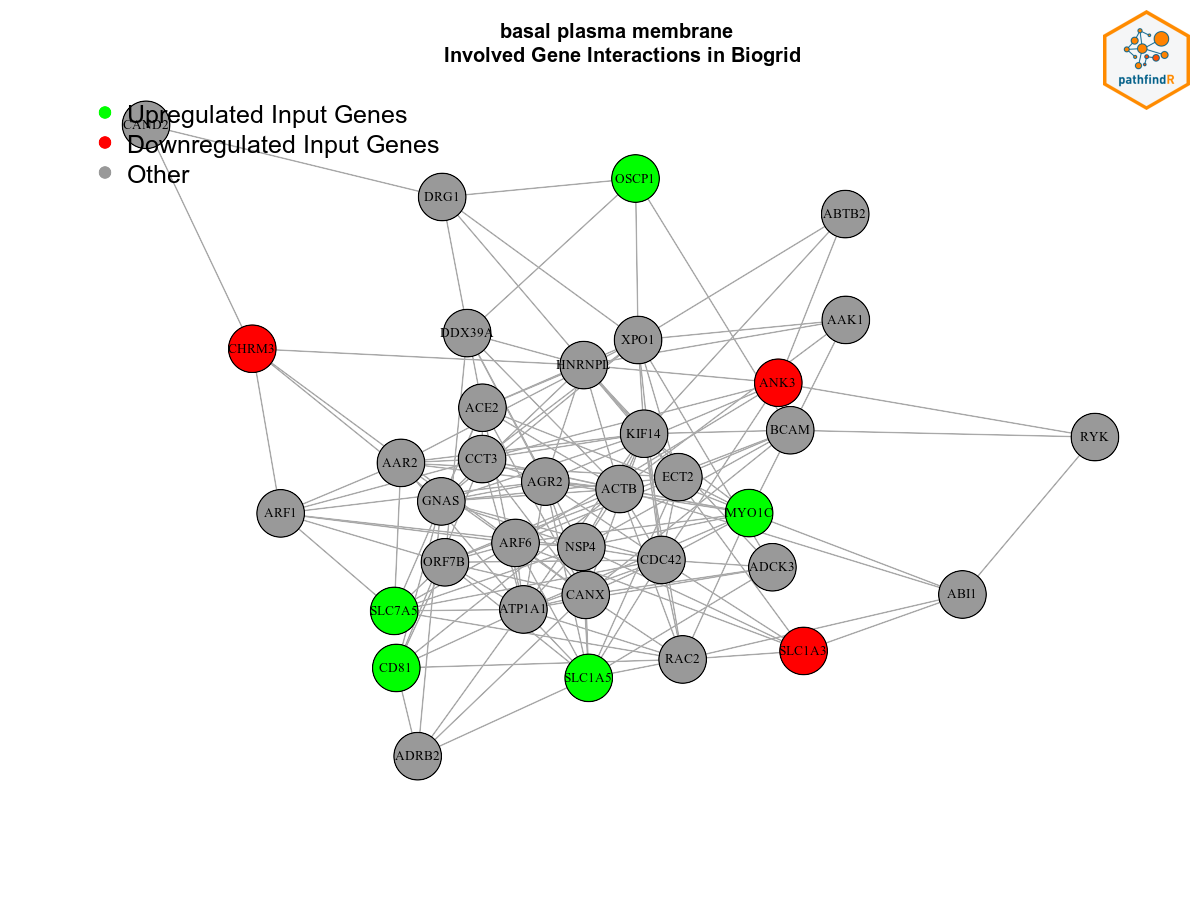 basal plasma membrane
Involved Gene Interactions in Biogrid
pathfindR
Upregulated Input Genes
CAND2
Downregulated Input Genes
Other
OSCP1
DRG1
ABTB2
AAK1
DDX39A
XPO1
CHRM3
HNRNPL
ANK3
ACE2
KIF14
BCAM
RYK
AAR2
CCT3
AGR2
ACTB
ECT2
GNAS
ARF1
MYO1C
ARF6
NSP4
ORF7B
CDC42
ADCK3
CANX
ABI1
SLC7A5
ATP1A1
SLC1A3
RAC2
CD81
SLC1A5
ADRB2